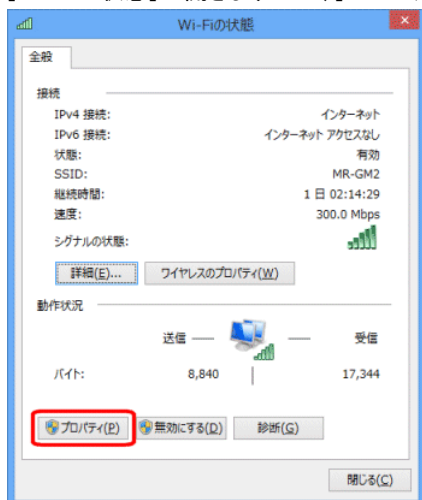 Wi-Fiの状態
全般
接続
IPv4 接続: インターネット
IPv6 接続: インターネット アクセスなし
状態: 有効
SSID: MR-GM2
継続時間: 1 日 02:14:29
速度: 300.0 Mbps
シグナルの状態:
詳細(E)... ワイヤレスのプロパティ(W)
動作状況
送信 受信
バイト: 8,840 17,344
プロパティ(P) 無効にする(D) 診断(G)
閉じる(C)